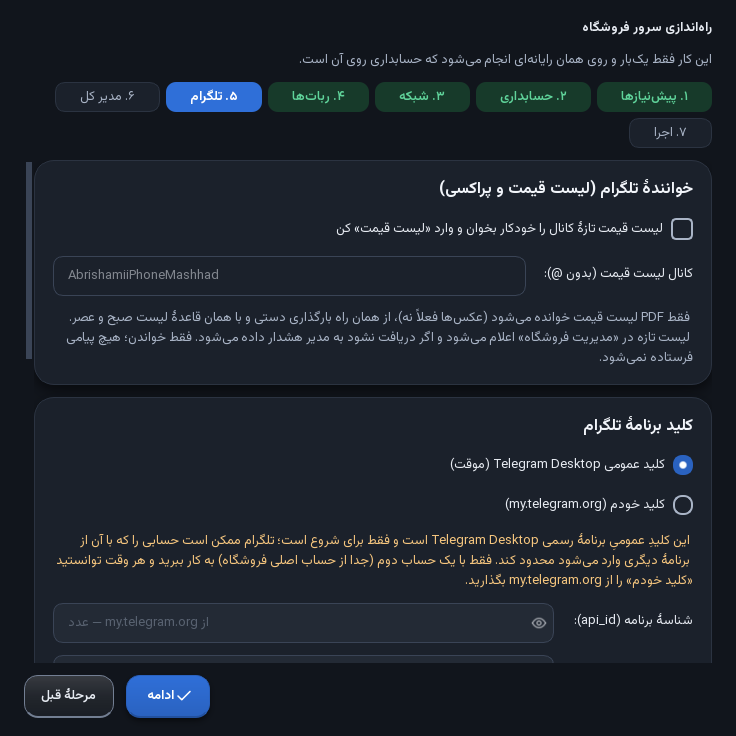 راه‌اندازی سرور فروشگاه
این کار فقط یک‌بار و روی همان رایانه‌ای انجام می‌شود که حسابداری روی آن است.
۱. پیش‌نیازها
۲. حسابداری
۳. شبکه
۴. ربات‌ها
۵. تلگرام
۶. مدیر کل
۷. اجرا
خوانندهٔ تلگرام (لیست قیمت و پراکسی)
لیست قیمت تازهٔ کانال را خودکار بخوان و وارد «لیست قیمت» کن
کانال لیست قیمت (بدون @):
AbrishamiiPhoneMashhad
فقط PDF لیست قیمت خوانده می‌شود (عکس‌ها فعلاً نه)، از همان راه بارگذاری دستی و با همان قاعدهٔ لیست صبح و عصر.
لیست تازه در «مدیریت فروشگاه» اعلام می‌شود و اگر دریافت نشود به مدیر هشدار داده می‌شود. فقط خواندن؛ هیچ پیامی
فرستاده نمی‌شود.
کلید برنامهٔ تلگرام
کلید عمومی Telegram Desktop (موقت)
کلید خودم (my.telegram.org)
این کلیدِ عمومیِ برنامهٔ رسمی Telegram Desktop است و فقط برای شروع است؛ تلگرام ممکن است حسابی را که با آن از
برنامهٔ دیگری وارد می‌شود محدود کند. فقط با یک حساب دوم (جدا از حساب اصلی فروشگاه) به کار ببرید و هر وقت توانستید
«کلید خودم» را از my.telegram.org بگذارید.
شناسهٔ برنامه (api_id):
از my.telegram.org — عدد
ادامه
مرحلهٔ قبل